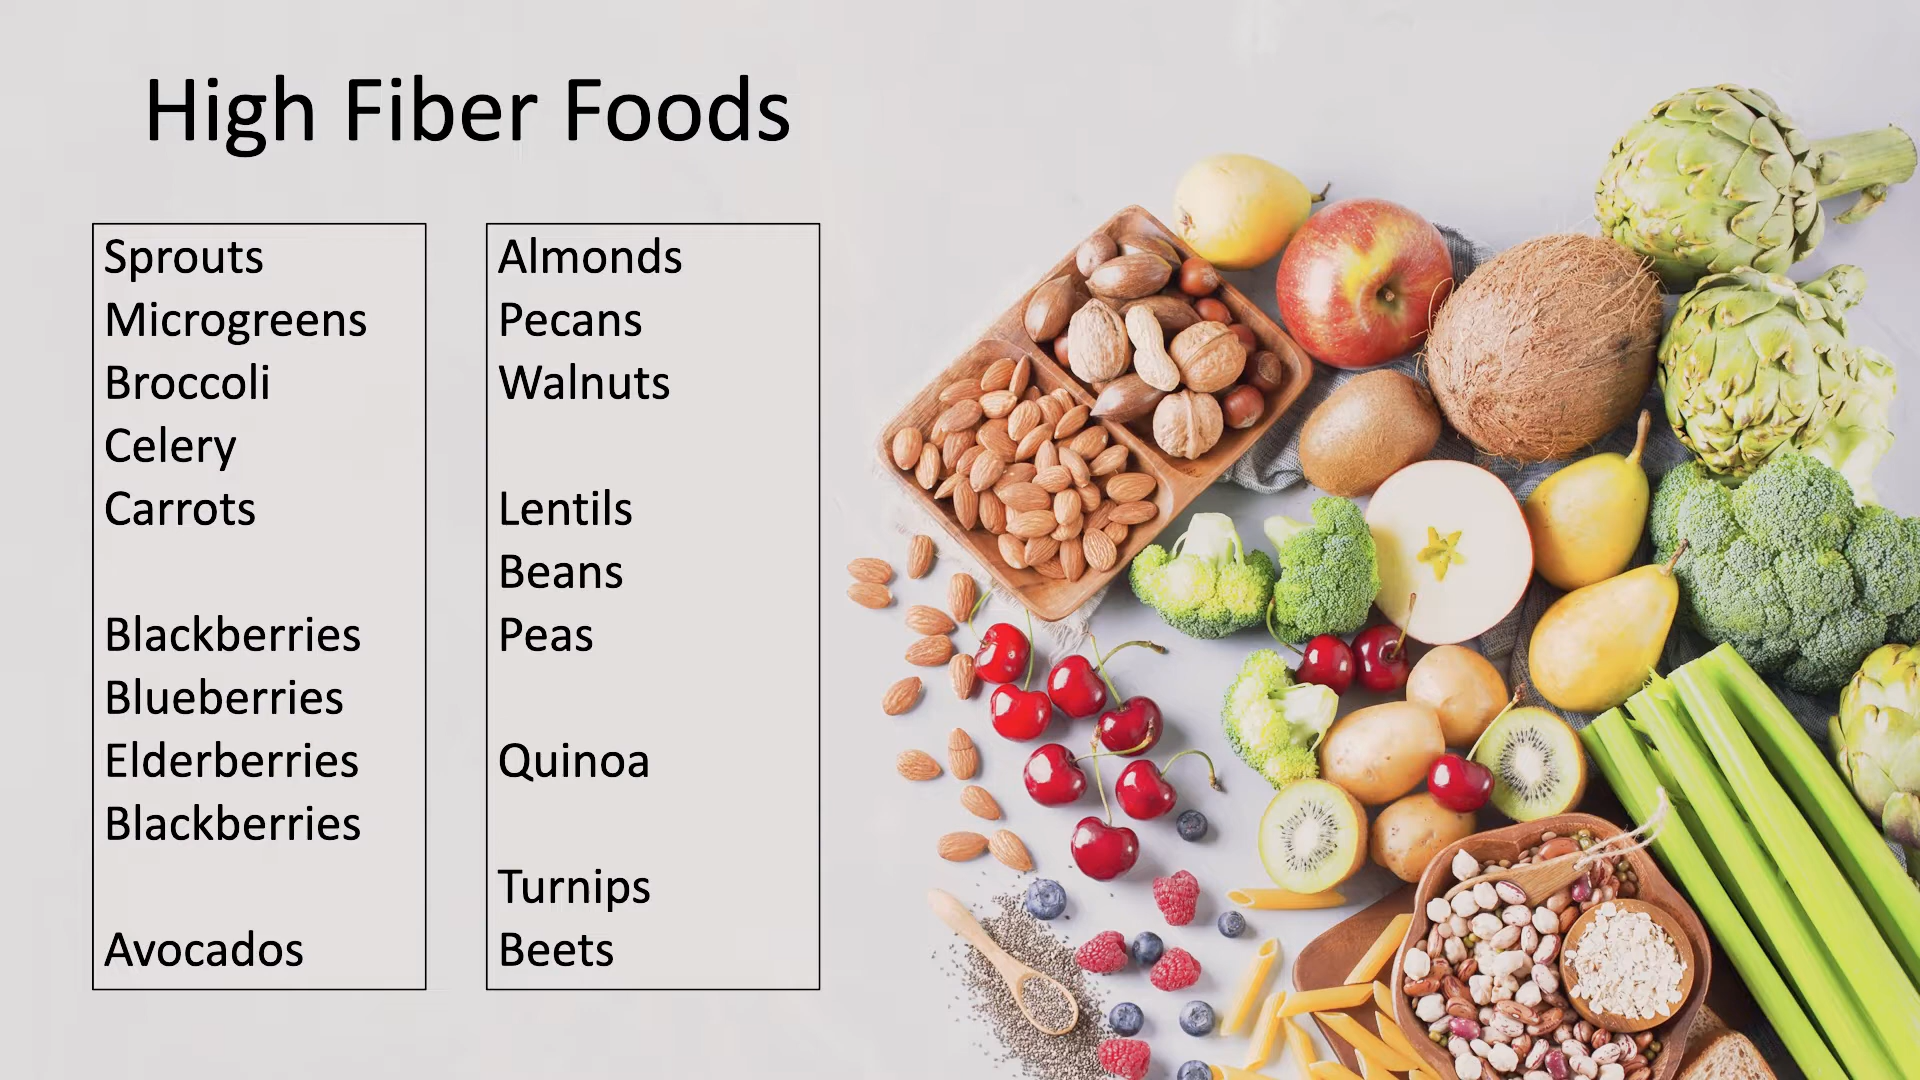 High Fiber Foods
Sprouts
Microgreens
Broccoli
Celery
Carrots
Blackberries
Blueberries
Elderberries
Blackberries
Avocados
Almonds
Pecans
Walnuts
Lentils
Beans
Peas
Quinoa
Turnips
Beets